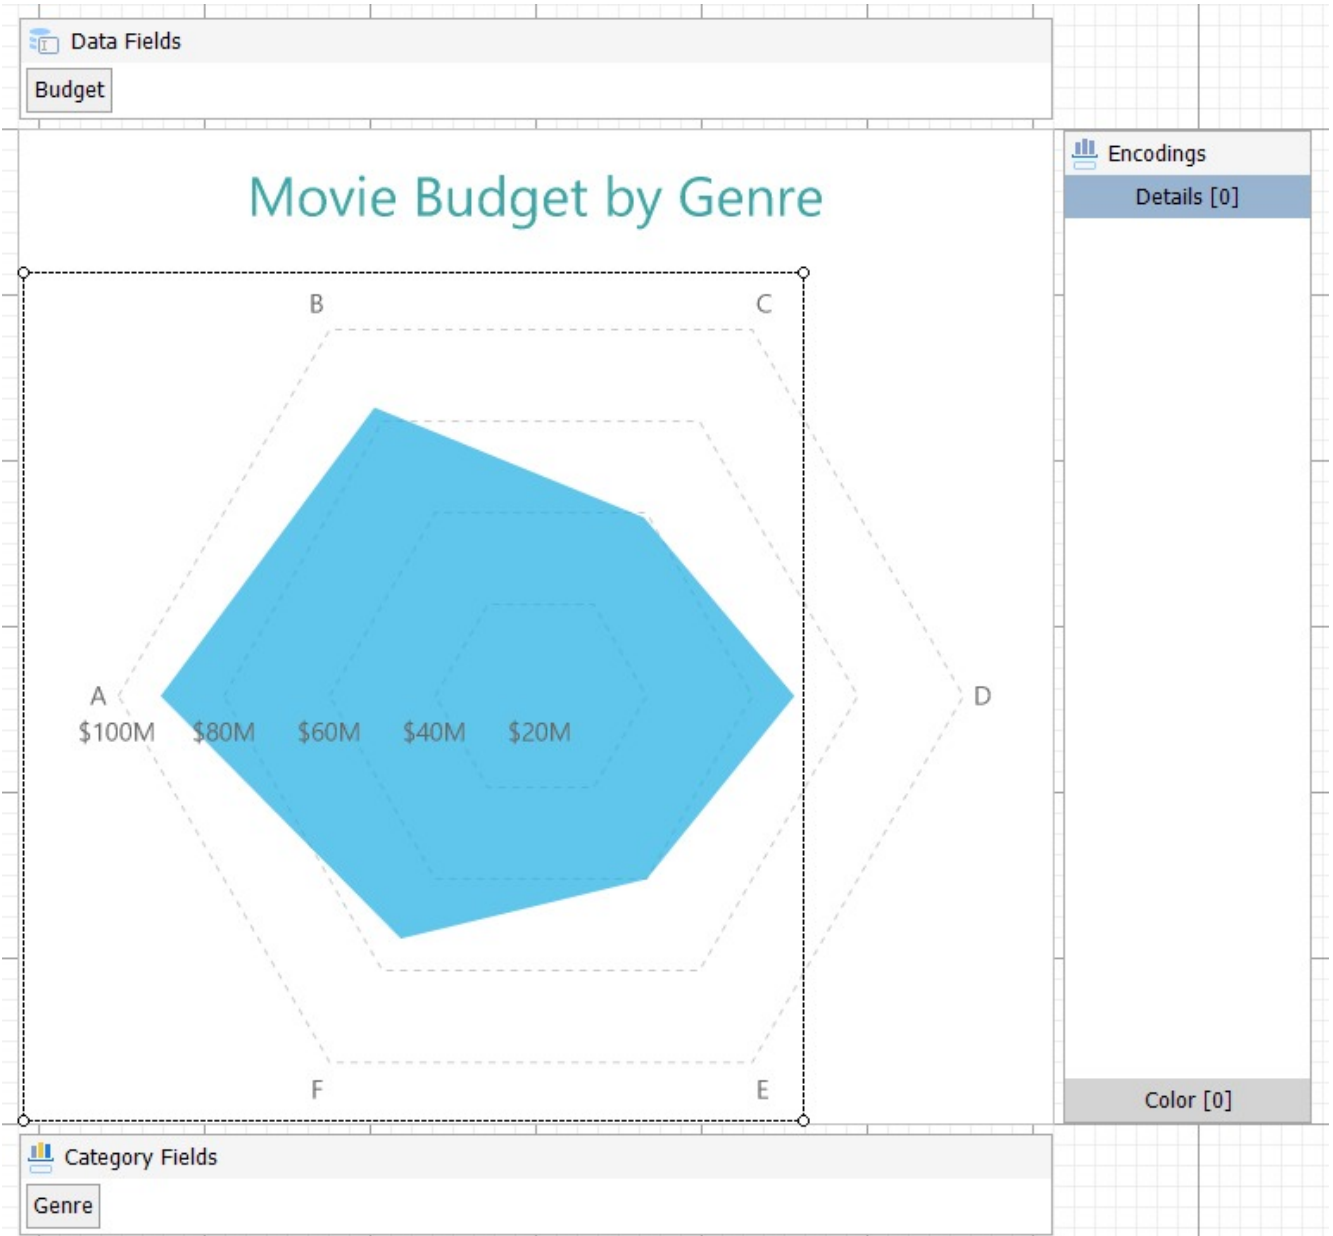 Data Fields
Budget
Movie Budget by Genre
Encodings
Details [0]
B
C
A
D
$100M
$80M
$60M
$40M
$20M
F
E
Color [0]
Category Fields
Genre